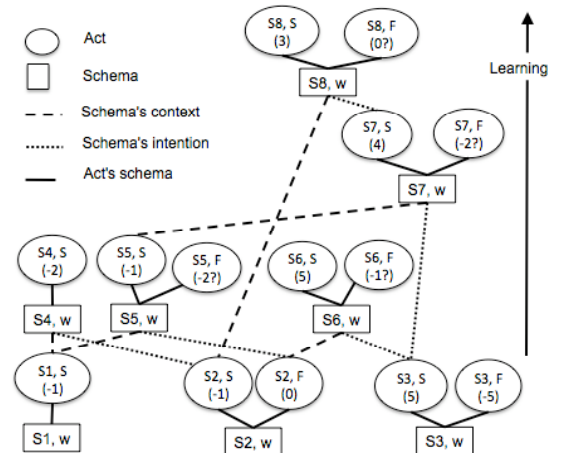 S8, S
(3)
S8, F
(0?)
Act
Schema
S8, w
Learning
Schema's context
Schema's intention
Act's schema
S7, S
(4)
S7, F
(-2?)
S7, w
S4, S
(-2)
S5, S
(-1)
S5, F
(-2?)
S6, S
(5)
S6, F
(-1?)
S4, w
S5, w
S6, w
S1, S
(-1)
S2, S
(-1)
S2, F
(0)
S3, S
(5)
S3, F
(-5)
S1, w
S2, w
S3, w